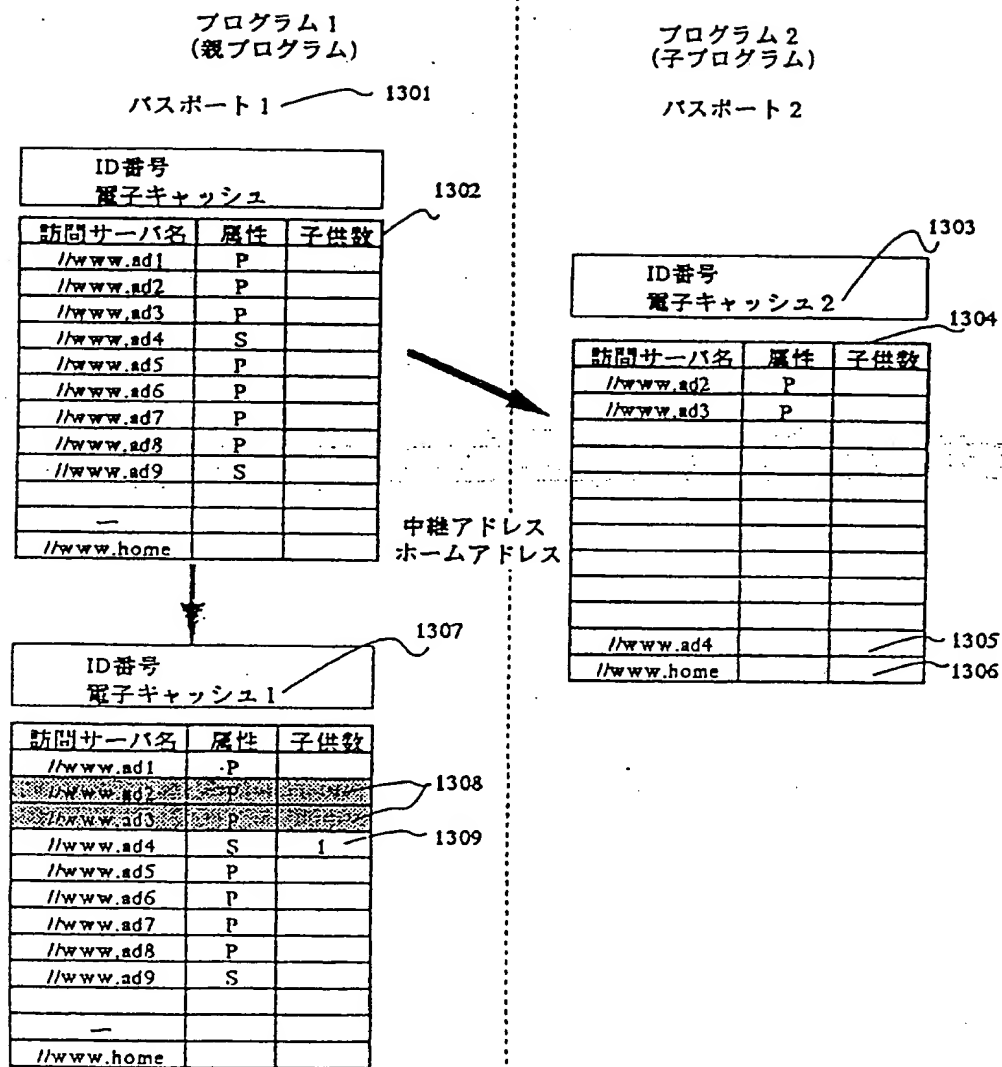 プログラム1
(親プログラム)
パスポート1
1301
ID番号
電子キャッシュ
1302
訪問サーバ名 属性 子供数
//www.ad1 P
//www.ad2 P
//www.ad3 P
//www.ad4 S
//www.ad5 P
//www.ad6 P
//www.ad7 P
//www.ad8 P
//www.ad9 S
—
//www.home
中継アドレス
ホームアドレス
プログラム2
(子プログラム)
パスポート2
1303
ID番号
電子キャッシュ2
1304
訪問サーバ名 属性 子供数
//www.ad2 P
//www.ad3 P
//www.ad4
1305
//www.home
1306
1307
ID番号
電子キャッシュ1
訪問サーバ名 属性 子供数
//www.ad1 P
//www.ad2 P
1308
//www.ad3 P
//www.ad4 S 1
1309
//www.ad5 P
//www.ad6 P
//www.ad7 P
//www.ad8 P
//www.ad9 S
—
//www.home